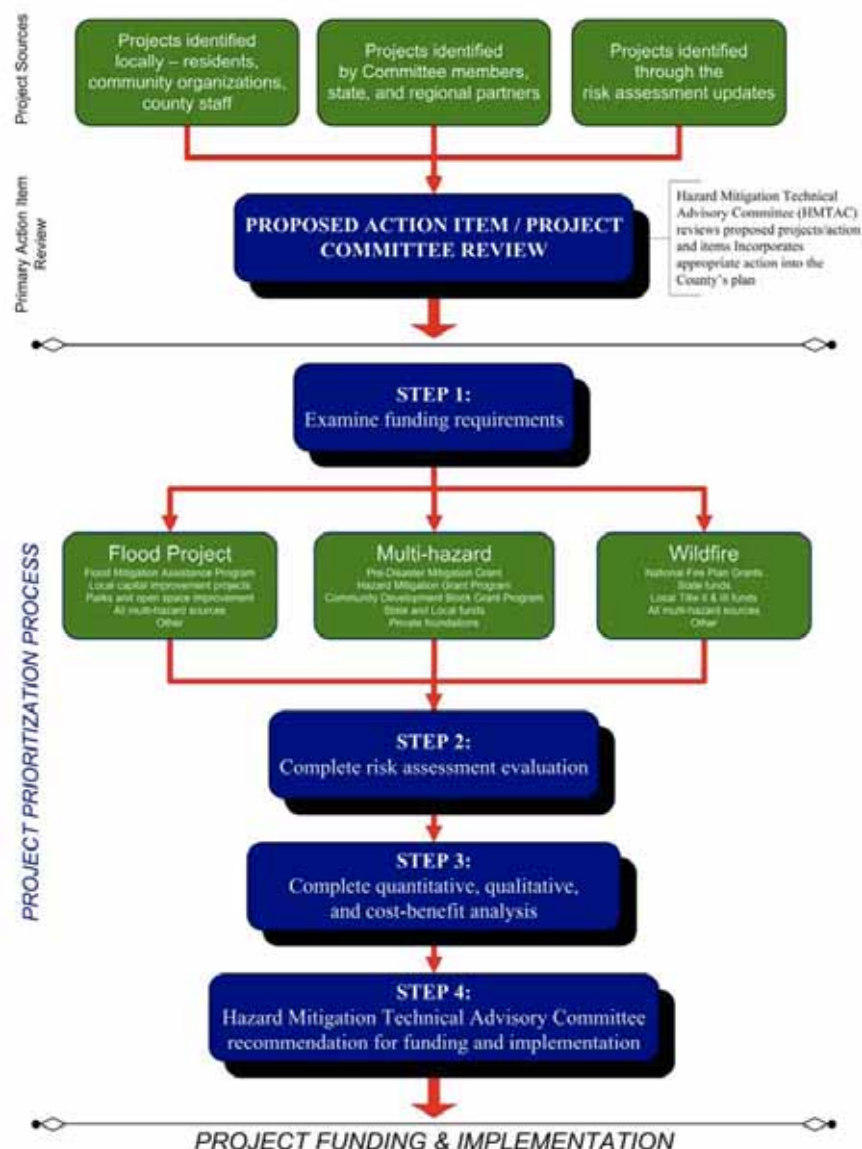 Project Sources
Projects identified
locally – residents,
community organizations,
county staff
Projects identified
by Committee members,
state, and regional partners
Projects identified
through the
risk assessment updates
Primary Action Item
Review
PROPOSED ACTION ITEM / PROJECT
COMMITTEE REVIEW
Hazard Mitigation Technical
Advisory Committee (HMTAC)
reviews proposed projects/action
and items Incorporates
appropriate action into the
County's plan
PROJECT PRIORITIZATION PROCESS
STEP 1:
Examine funding requirements
Flood Project
Flood Mitigation Assistance Program
Local capital improvement projects
Parks and open space improvement
All multi-hazard sources
Other
Multi-hazard
Pre-Disaster Mitigation Grant
Hazard Mitigation Grant Program
Community Development Block Grant Program
State and Local funds
Private foundations
Wildfire
National Fire Plan Grants
State funds
Local Title II & III funds
All multi-hazard sources
Other
STEP 2:
Complete risk assessment evaluation
STEP 3:
Complete quantitative, qualitative,
and cost-benefit analysis
STEP 4:
Hazard Mitigation Technical Advisory Committee
recommendation for funding and implementation
PROJECT FUNDING & IMPLEMENTATION